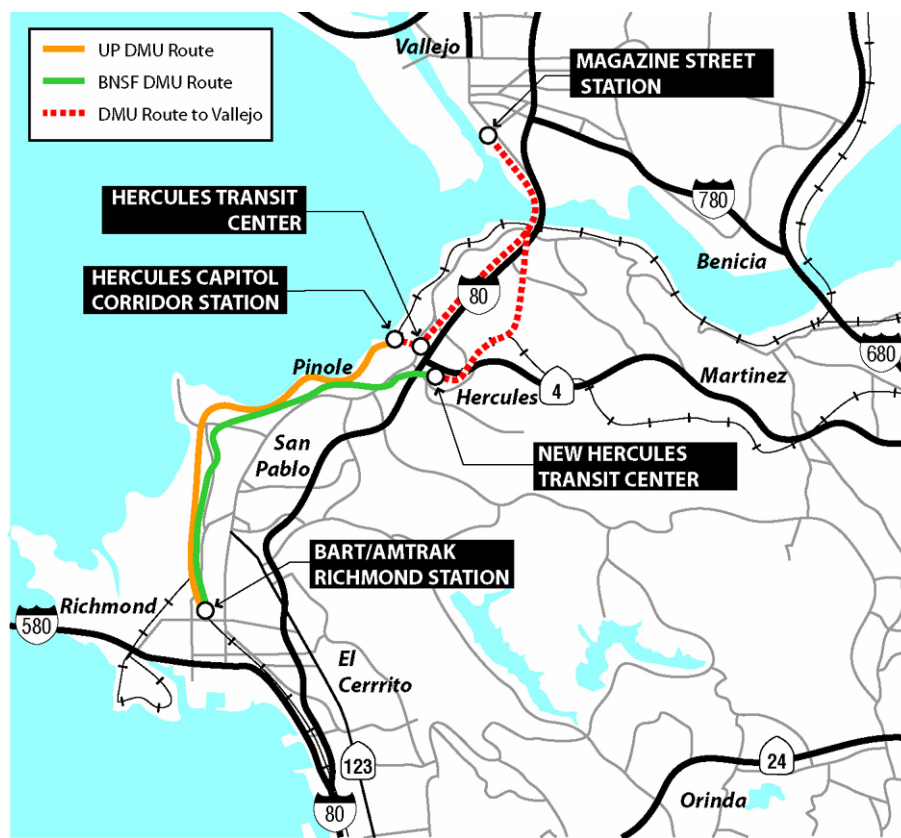 UP DMU Route
BNSF DMU Route
DMU Route to Vallejo
Vallejo
MAGAZINE STREET
STATION
HERCULES TRANSIT
CENTER
780
Benicia
HERCULES CAPITOL
CORRIDOR STATION
80
680
Pinole
Martinez
Hercules
4
San
Pablo
NEW HERCULES
TRANSIT CENTER
BART/AMTRAK
RICHMOND STATION
Richmond
580
El
Cerrrito
123
24
80
Orinda